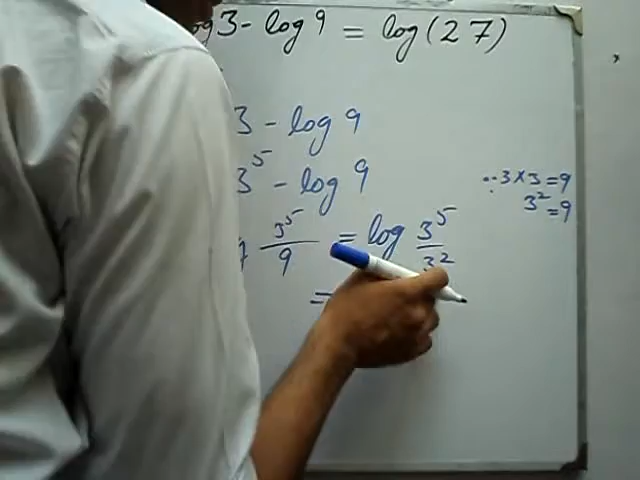 3 - log 9 = log (27)
3 - log 9
3⁵ - log 9
∵ 3 × 3 = 9
3² = 9
3⁵/9 = log 3⁵/3²
=